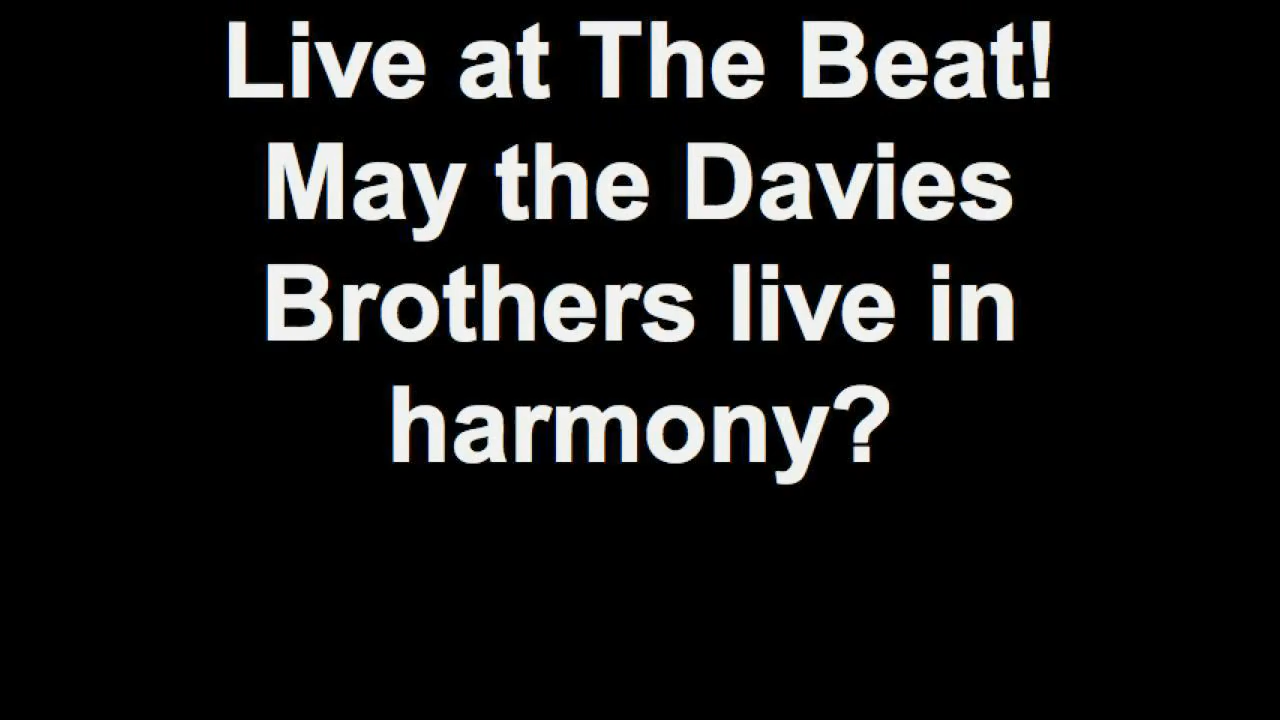 Live at The Beat!
May the Davies
Brothers live in
harmony?